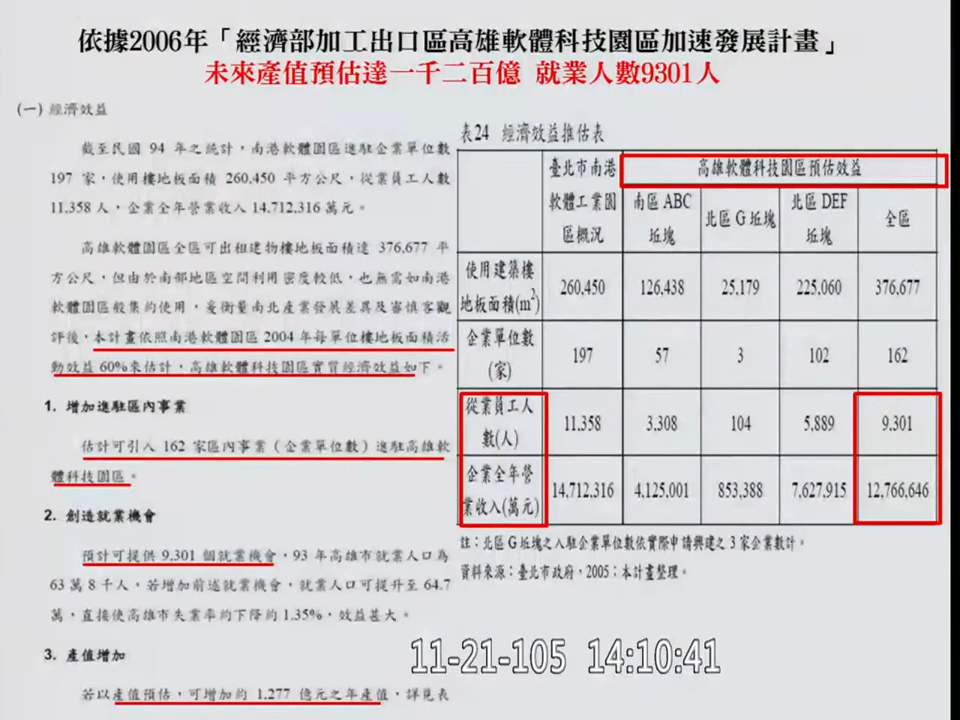 依據2006年「經濟部加工出口區高雄軟體科技園區加速發展計畫」
未來產值預估達一千二百億 就業人數9301人
(一) 經濟效益
截至民國 94 年之統計，南港軟體園區進駐企業單位數
197 家，使用樓地板面積 260,450 平方公尺，從業員工人數
11,358 人，企業全年營業收入 14,712,316 萬元。
高雄軟體園區全區可出租建物樓地板面積達 376,677 平
方公尺，但由於南部地區空間利用密度較低，也無需如南港
軟體園區般集約使用，爰衡量南北產業發展差異及審慎客觀
評後，本計畫依照南港軟體園區 2004 年每單位樓地板面積活
動效益 60%來估計，高雄軟體科技園區實質經濟效益如下。
1. 增加進駐區內事業
估計可引入 162 家區內事業（企業單位數）進駐高雄軟
體科技園區。
2. 創造就業機會
預計可提供 9,301 個就業機會，93 年高雄市就業人口為
63 萬 8 千人，若增加前述就業機會，就業人口可提升至 64.7
萬，直接使高雄市失業率約下降約 1.35%，效益甚大。
3. 產值增加
若以產值預估，可增加約 1,277 億元之年產值，詳見表
表24 經濟效益推估表
臺北市南港軟體工業園區概況 高雄軟體科技園區預估效益
南區 ABC 坵塊 北區 G 坵塊 北區 DEF 坵塊 全區
使用建築樓地板面積(m²) 260,450 126,438 25,179 225,060 376,677
企業單位數(家) 197 57 3 102 162
從業員工人數(人) 11,358 3,308 104 5,889 9,301
企業全年營業收入(萬元) 14,712,316 4,125,001 853,388 7,627,915 12,766,646
註：北區 G 坵塊之入駐企業單位數依實際申請興建之 3 家企業數計。
資料來源：臺北市政府，2005；本計畫整理。
11-21-105 14:10:41